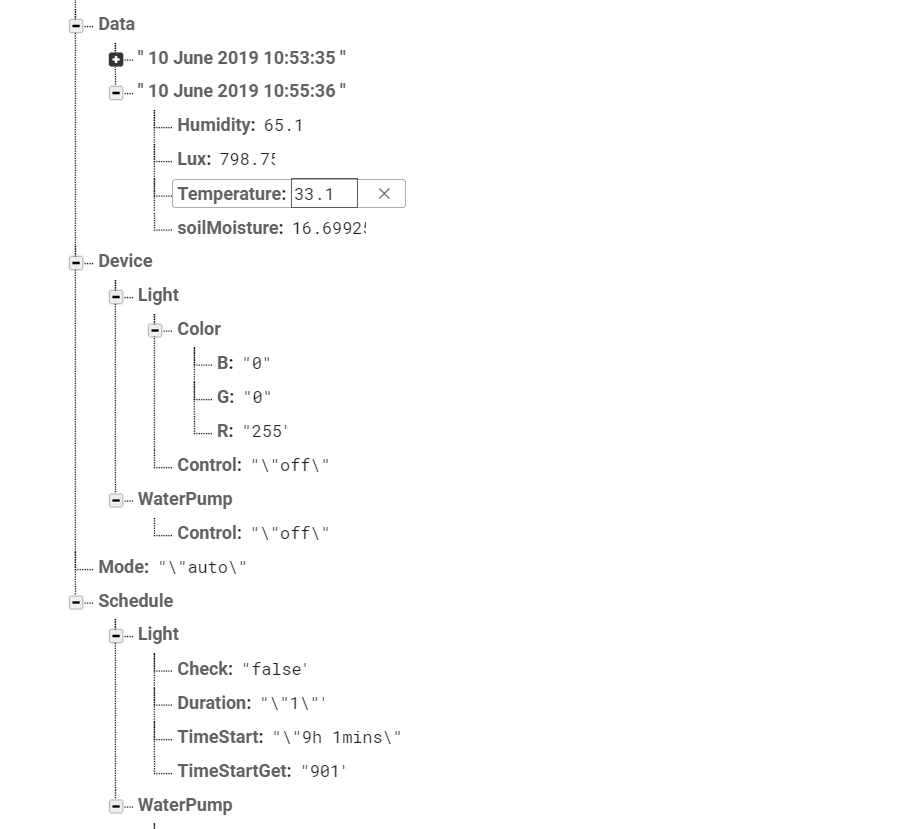 Data
" 10 June 2019 10:53:35 "
" 10 June 2019 10:55:36 "
Humidity: 65.1
Lux: 798.75
Temperature: 33.1 ×
soilMoisture: 16.6992
Device
Light
Color
B: "0"
G: "0"
R: "255"
Control: "\"off\"
WaterPump
Control: "\"off\"
Mode: "\"auto\"
Schedule
Light
Check: "false"
Duration: "\"1\"'
TimeStart: "\"9h 1mins\"
TimeStartGet: "901"
WaterPump